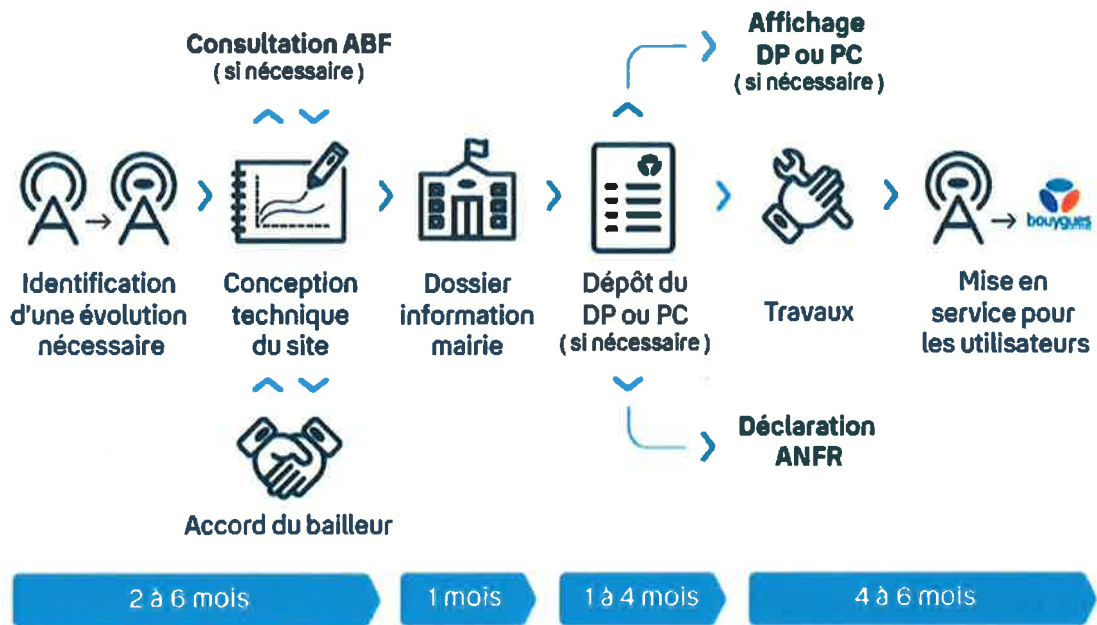 Consultation ABF
( si nécessaire )
Affichage
DP ou PC
( si nécessaire )
bouygues
Identification
d'une évolution
nécessaire
Conception
technique
du site
Dossier
information
mairie
Dépôt du
DP ou PC
( si nécessaire )
Travaux
Mise en
service pour
les utilisateurs
Accord du bailleur
Déclaration
ANFR
2 à 6 mois
1 mois
1 à 4 mois
4 à 6 mois